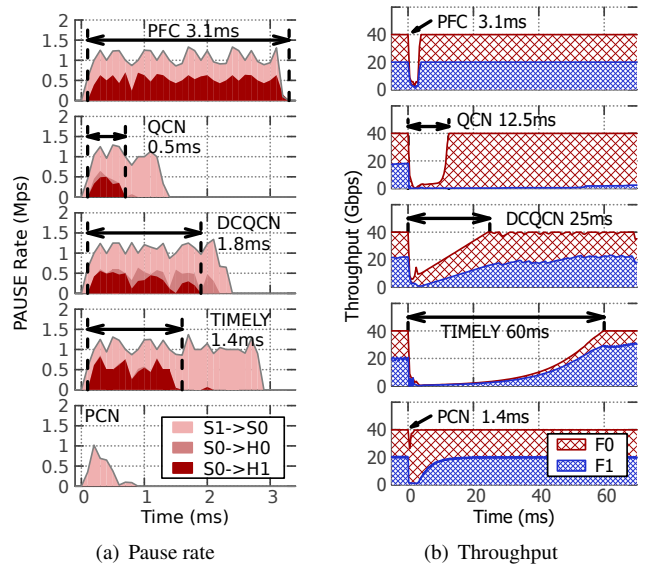 PAUSE Rate (Mps)
2
1.5
1
0.5
0
PFC 3.1ms
2
1.5
1
0.5
0
QCN
0.5ms
2
1.5
1
0.5
0
DCQCN
1.8ms
2
1.5
1
0.5
0
TIMELY
1.4ms
2
1.5
1
0.5
0
PCN
S1->S0
S0->H0
S0->H1
0 1 2 3
Time (ms)
(a) Pause rate
Throughput (Gbps)
PFC 3.1ms
40
20
0
QCN 12.5ms
40
20
0
DCQCN 25ms
40
20
0
TIMELY 60ms
40
20
0
PCN 1.4ms
40
20
0
F0
F1
0 20 40 60
Time (ms)
(b) Throughput